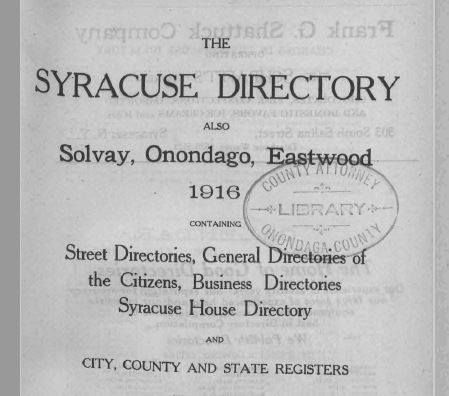 THE
SYRACUSE DIRECTORY
ALSO
Solvay, Onondago, Eastwood
1916
COUNTY ATTORNEY
LIBRARY
ONONDAGA COUNTY
CONTAINING
Street Directories, General Directories of
the Citizens, Business Directories
Syracuse House Directory
AND
CITY, COUNTY AND STATE REGISTERS